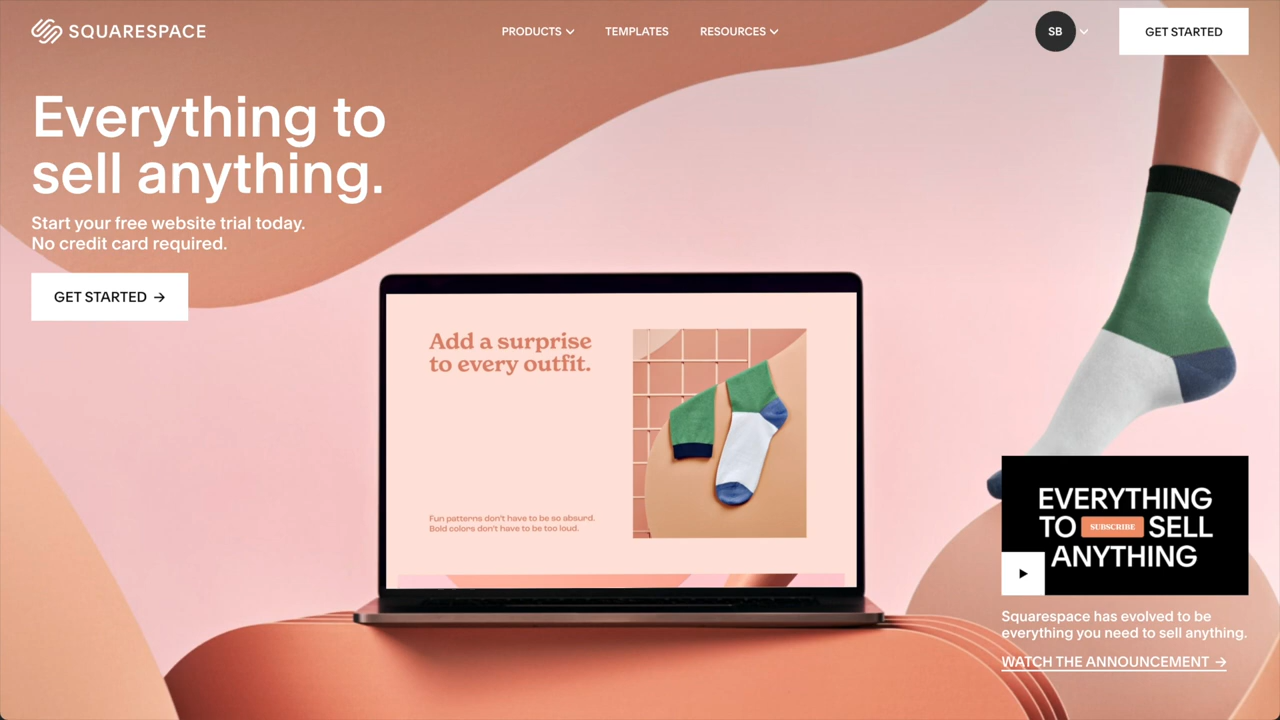 SQUARESPACE
PRODUCTS
TEMPLATES
RESOURCES
SB
GET STARTED
Everything to
sell anything.
Start your free website trial today.
No credit card required.
GET STARTED →
Add a surprise
to every outfit.
Fun patterns don't have to be so absurd.
Bold colors don't have to be too loud.
EVERYTHING
TO SUBSCRIBE SELL
ANYTHING
Squarespace has evolved to be
everything you need to sell anything.
WATCH THE ANNOUNCEMENT →